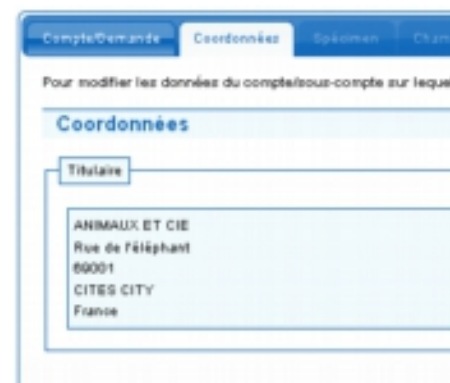 Compte/Demande Coordonnées Spécimen Cham
Pour modifier les données du compte/sous-compte sur leque
Coordonnées
Titulaire
ANIMAUX ET CIE
Rue de l'éléphant
69001
CITES CITY
France